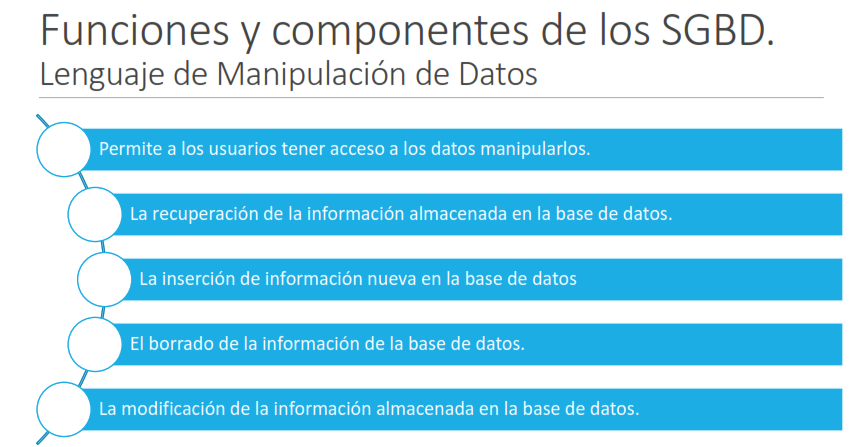 Funciones y componentes de los SGBD.
Lenguaje de Manipulación de Datos
Permite a los usuarios tener acceso a los datos manipularlos.
La recuperación de la información almacenada en la base de datos.
La inserción de información nueva en la base de datos
El borrado de la información de la base de datos.
La modificación de la información almacenada en la base de datos.